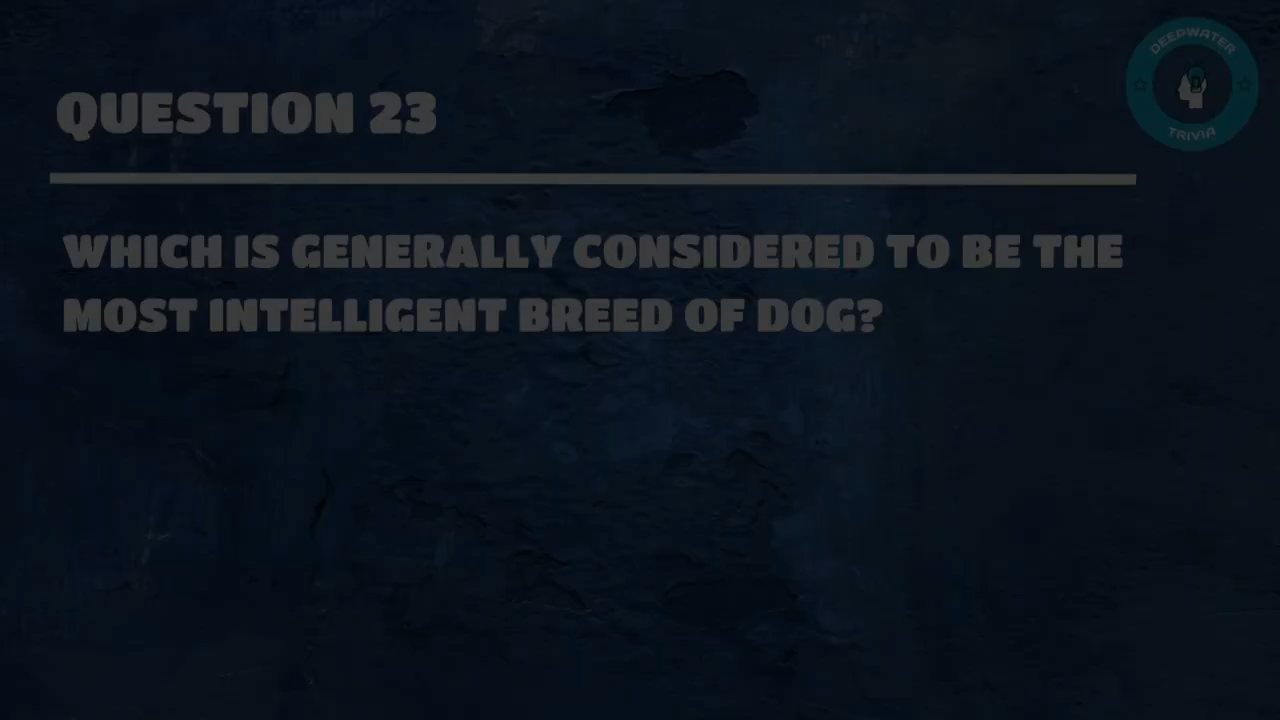 DEEPWATER
TRIVIA
QUESTION 23
WHICH IS GENERALLY CONSIDERED TO BE THE
MOST INTELLIGENT BREED OF DOG?